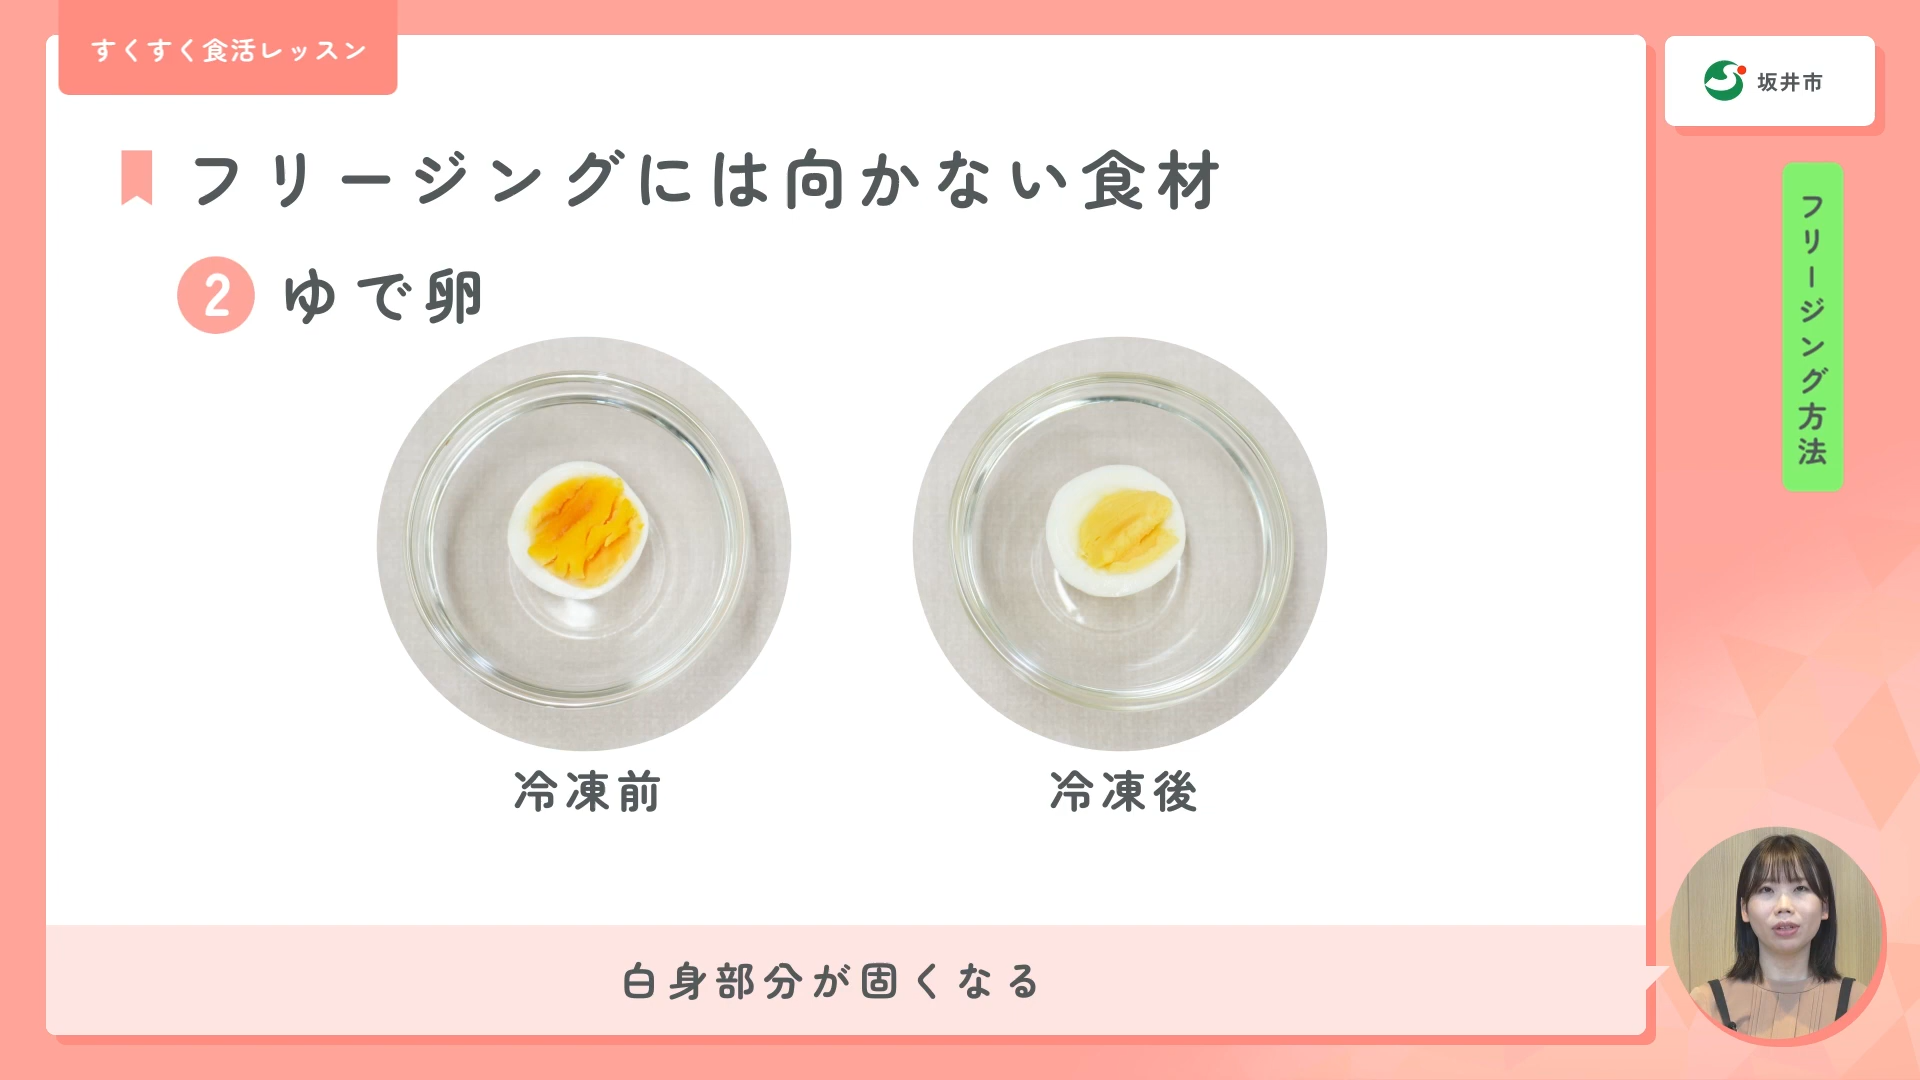 すくすく食活レッスン
坂井市
フリージングには向かない食材
2 ゆで卵
冷凍前
冷凍後
白身部分が固くなる
フリージング方法